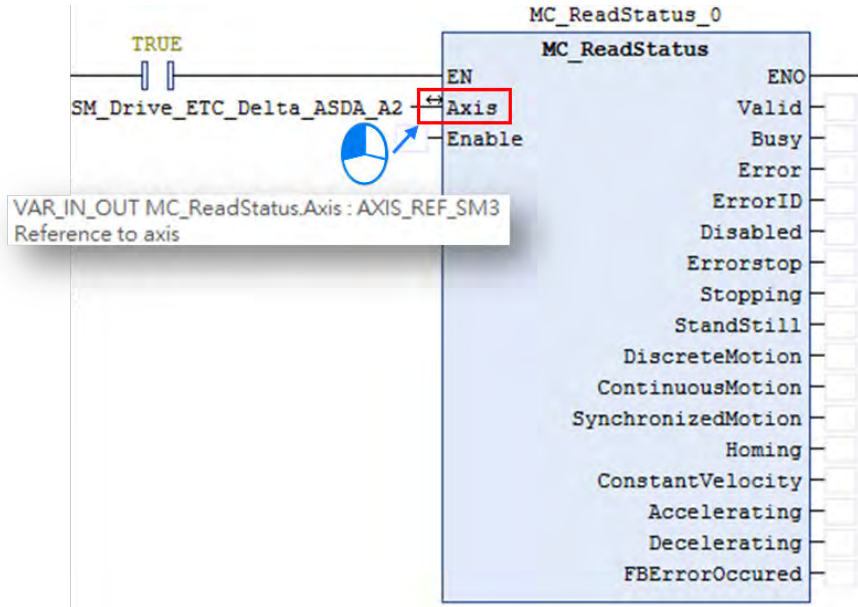 MC_ReadStatus_0
TRUE
MC_ReadStatus
EN
ENO
SM_Drive_ETC_Delta_ASDA_A2
Axis
Valid
Enable
Busy
Error
VAR_IN_OUT MC_ReadStatus.Axis : AXIS_REF_SM3
Reference to axis
ErrorID
Disabled
Errorstop
Stopping
StandStill
DiscreteMotion
ContinuousMotion
SynchronizedMotion
Homing
ConstantVelocity
Accelerating
Decelerating
FBErrorOccured